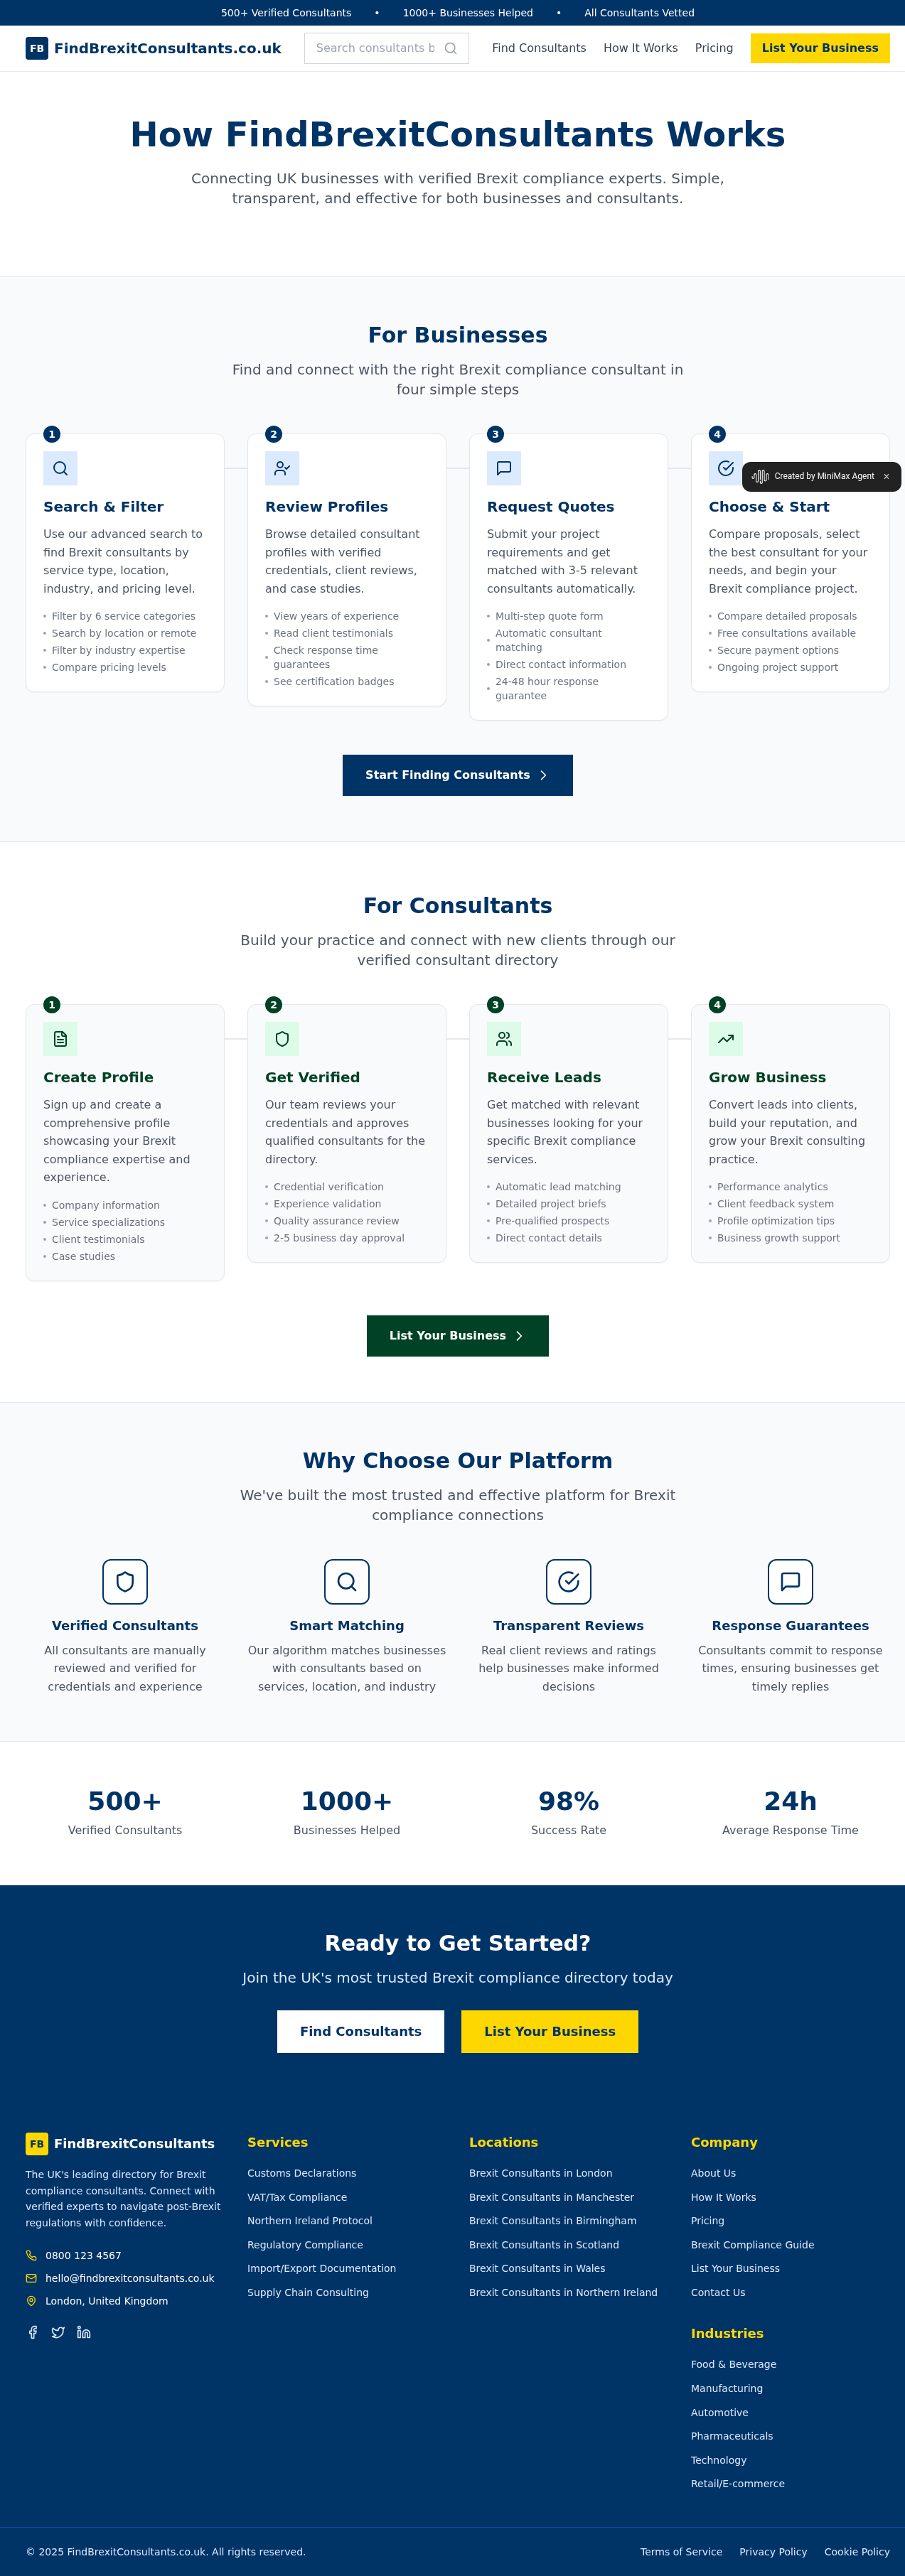 500+ Verified Consultants • 1000+ Businesses Helped • All Consultants Vetted
FB FindBrexitConsultants.co.uk
Search consultants b
Find Consultants How It Works Pricing List Your Business
How FindBrexitConsultants Works
Connecting UK businesses with verified Brexit compliance experts. Simple,
transparent, and effective for both businesses and consultants.
For Businesses
Find and connect with the right Brexit compliance consultant in
four simple steps
1
Search & Filter
Use our advanced search to
find Brexit consultants by
service type, location,
industry, and pricing level.
• Filter by 6 service categories
• Search by location or remote
• Filter by industry expertise
• Compare pricing levels
2
Review Profiles
Browse detailed consultant
profiles with verified
credentials, client reviews,
and case studies.
• View years of experience
• Read client testimonials
• Check response time
guarantees
• See certification badges
3
Request Quotes
Submit your project
requirements and get
matched with 3-5 relevant
consultants automatically.
• Multi-step quote form
• Automatic consultant
matching
• Direct contact information
• 24-48 hour response
guarantee
4
Created by MiniMax Agent ×
Choose & Start
Compare proposals, select
the best consultant for your
needs, and begin your
Brexit compliance project.
• Compare detailed proposals
• Free consultations available
• Secure payment options
• Ongoing project support
Start Finding Consultants
For Consultants
Build your practice and connect with new clients through our
verified consultant directory
1
Create Profile
Sign up and create a
comprehensive profile
showcasing your Brexit
compliance expertise and
experience.
• Company information
• Service specializations
• Client testimonials
• Case studies
2
Get Verified
Our team reviews your
credentials and approves
qualified consultants for the
directory.
• Credential verification
• Experience validation
• Quality assurance review
• 2-5 business day approval
3
Receive Leads
Get matched with relevant
businesses looking for your
specific Brexit compliance
services.
• Automatic lead matching
• Detailed project briefs
• Pre-qualified prospects
• Direct contact details
4
Grow Business
Convert leads into clients,
build your reputation, and
grow your Brexit consulting
practice.
• Performance analytics
• Client feedback system
• Profile optimization tips
• Business growth support
List Your Business
Why Choose Our Platform
We've built the most trusted and effective platform for Brexit
compliance connections
Verified Consultants
All consultants are manually
reviewed and verified for
credentials and experience
Smart Matching
Our algorithm matches businesses
with consultants based on
services, location, and industry
Transparent Reviews
Real client reviews and ratings
help businesses make informed
decisions
Response Guarantees
Consultants commit to response
times, ensuring businesses get
timely replies
500+
Verified Consultants
1000+
Businesses Helped
98%
Success Rate
24h
Average Response Time
Ready to Get Started?
Join the UK's most trusted Brexit compliance directory today
Find Consultants List Your Business
FB FindBrexitConsultants
The UK's leading directory for Brexit
compliance consultants. Connect with
verified experts to navigate post-Brexit
regulations with confidence.
0800 123 4567
hello@findbrexitconsultants.co.uk
London, United Kingdom
Services
Customs Declarations
VAT/Tax Compliance
Northern Ireland Protocol
Regulatory Compliance
Import/Export Documentation
Supply Chain Consulting
Locations
Brexit Consultants in London
Brexit Consultants in Manchester
Brexit Consultants in Birmingham
Brexit Consultants in Scotland
Brexit Consultants in Wales
Brexit Consultants in Northern Ireland
Company
About Us
How It Works
Pricing
Brexit Compliance Guide
List Your Business
Contact Us
Industries
Food & Beverage
Manufacturing
Automotive
Pharmaceuticals
Technology
Retail/E-commerce
© 2025 FindBrexitConsultants.co.uk. All rights reserved.
Terms of Service Privacy Policy Cookie Policy